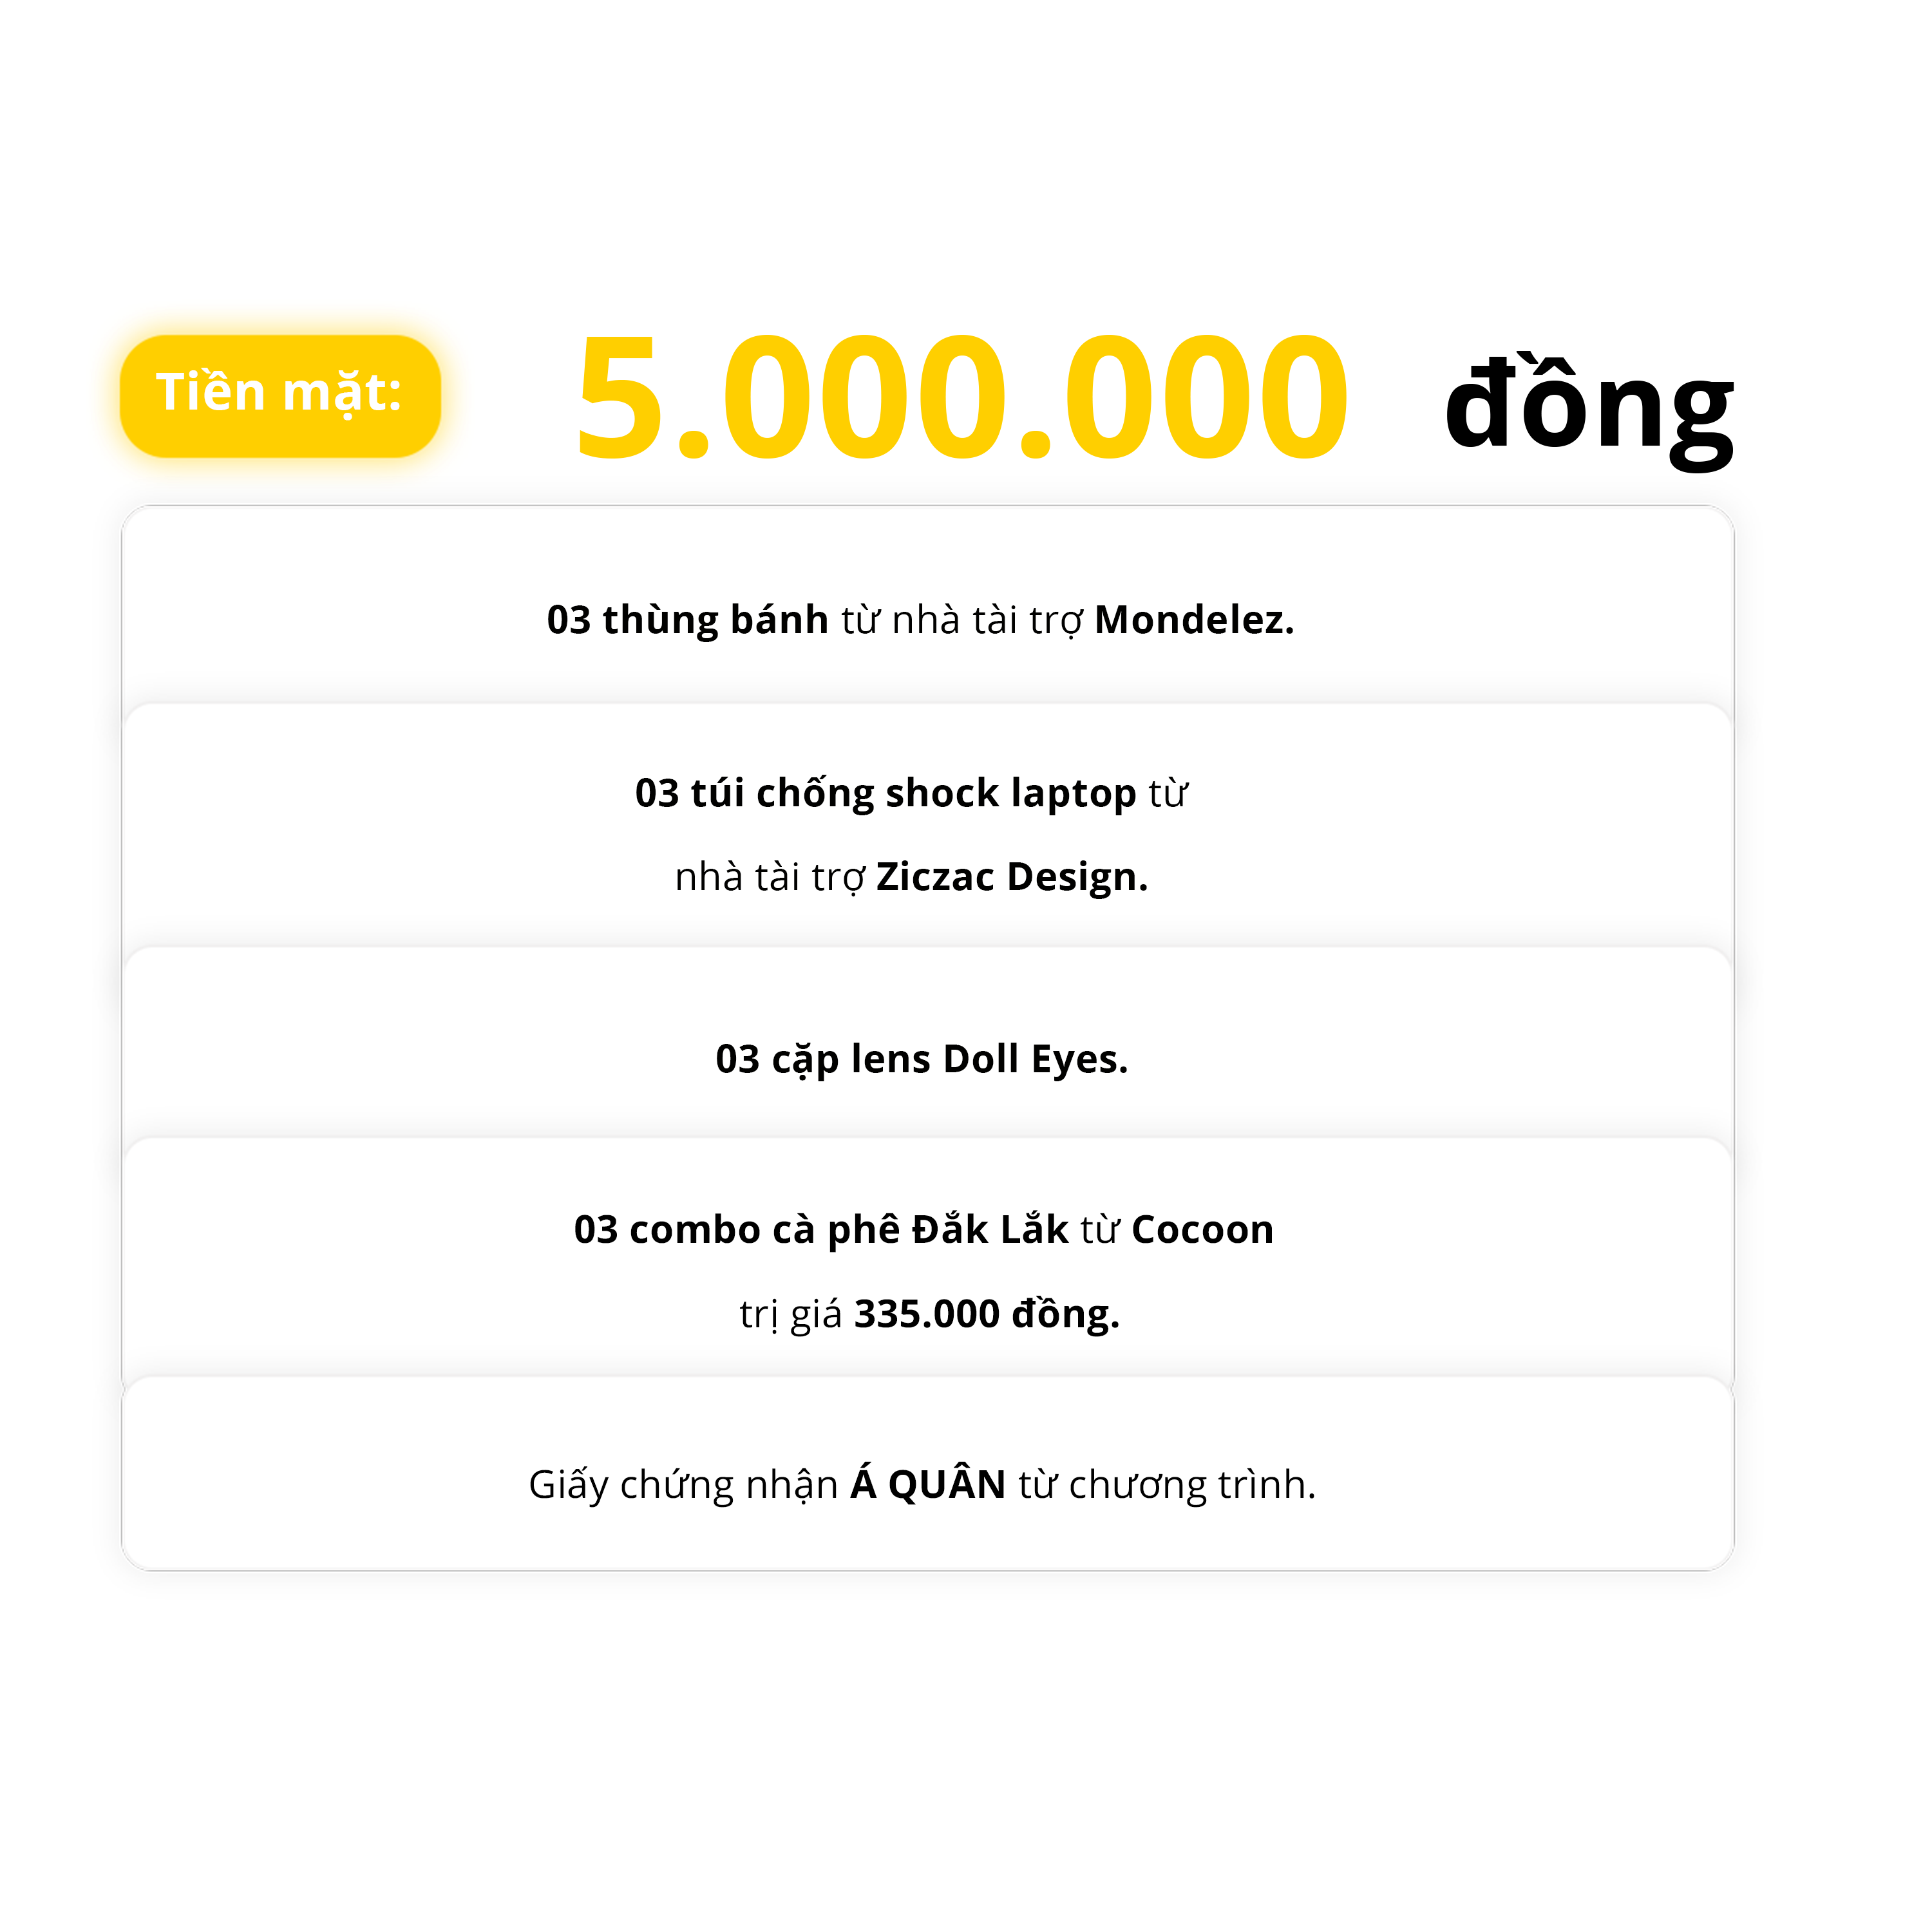 Tiền mặt: 5.000.000 đồng
03 thùng bánh từ nhà tài trợ Mondelez.
03 túi chống shock laptop từ
nhà tài trợ Ziczac Design.
03 cặp lens Doll Eyes.
03 combo cà phê Đắk Lắk từ Cocoon
trị giá 335.000 đồng.
Giấy chứng nhận Á QUÂN từ chương trình.